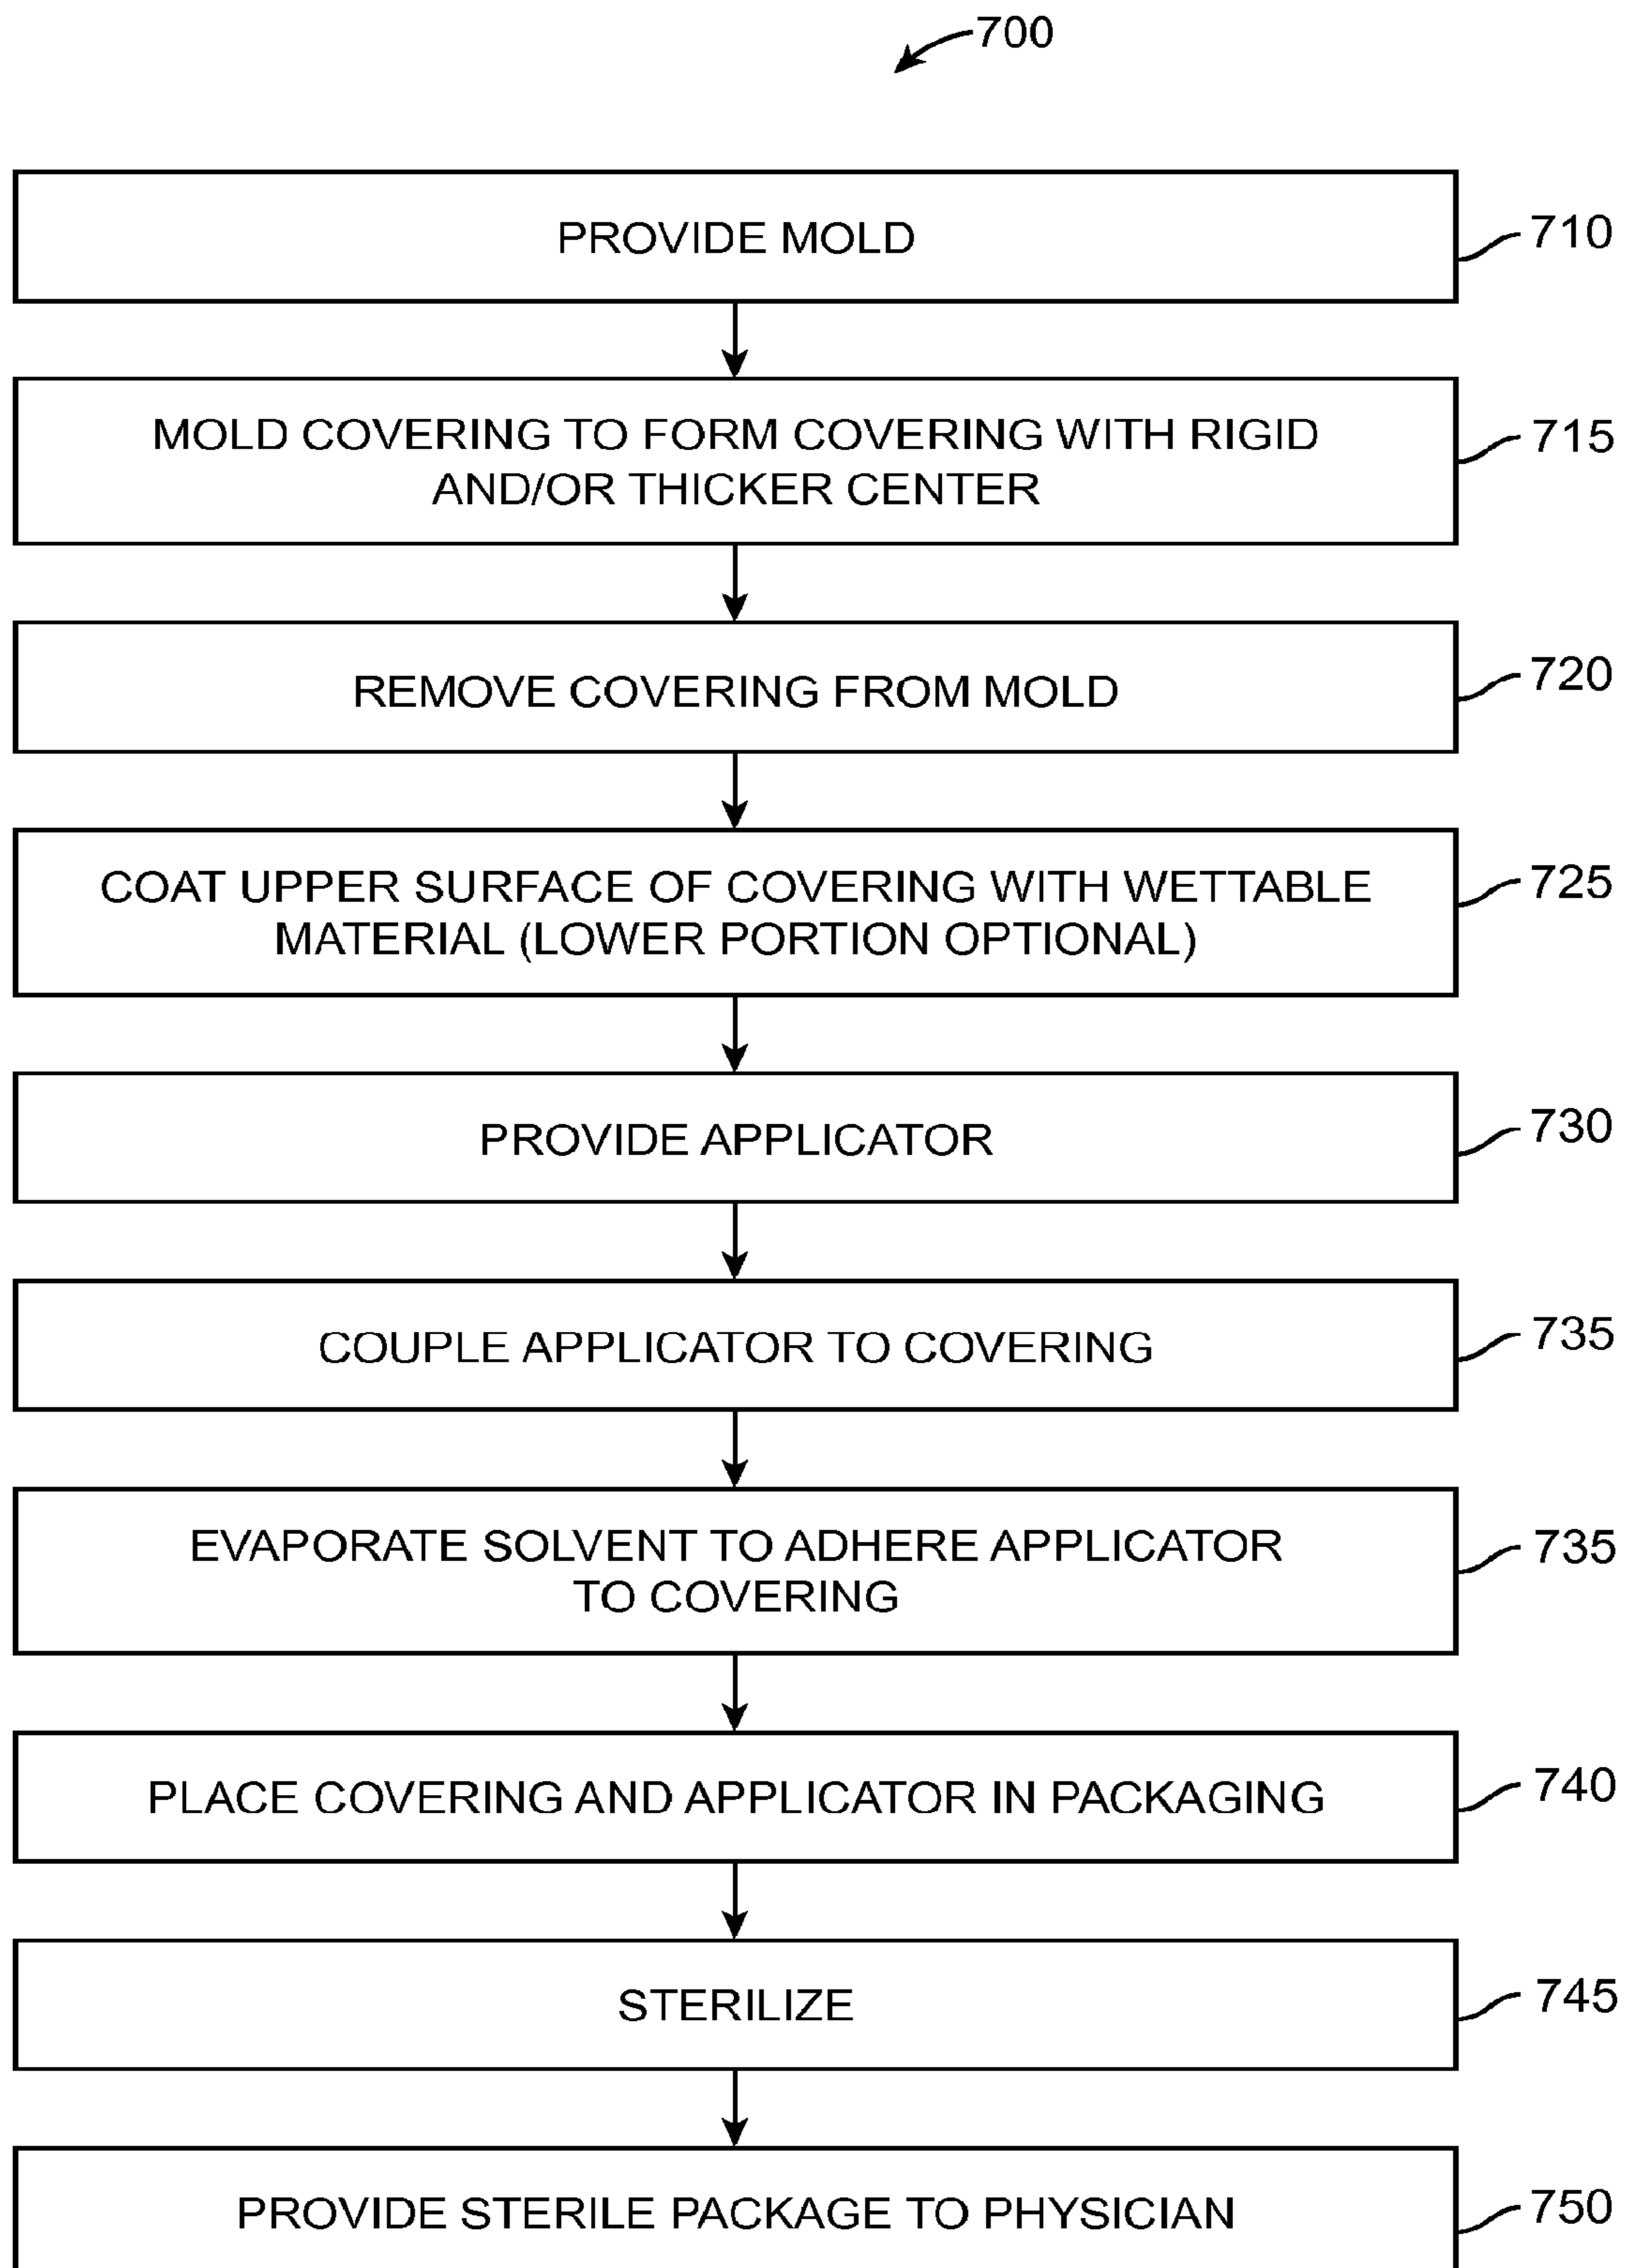 700
PROVIDE MOLD
710
MOLD COVERING TO FORM COVERING WITH RIGID
AND/OR THICKER CENTER
715
REMOVE COVERING FROM MOLD
720
COAT UPPER SURFACE OF COVERING WITH WETTABLE
MATERIAL (LOWER PORTION OPTIONAL)
725
PROVIDE APPLICATOR
730
COUPLE APPLICATOR TO COVERING
735
EVAPORATE SOLVENT TO ADHERE APPLICATOR
TO COVERING
735
PLACE COVERING AND APPLICATOR IN PACKAGING
740
STERILIZE
745
PROVIDE STERILE PACKAGE TO PHYSICIAN
750